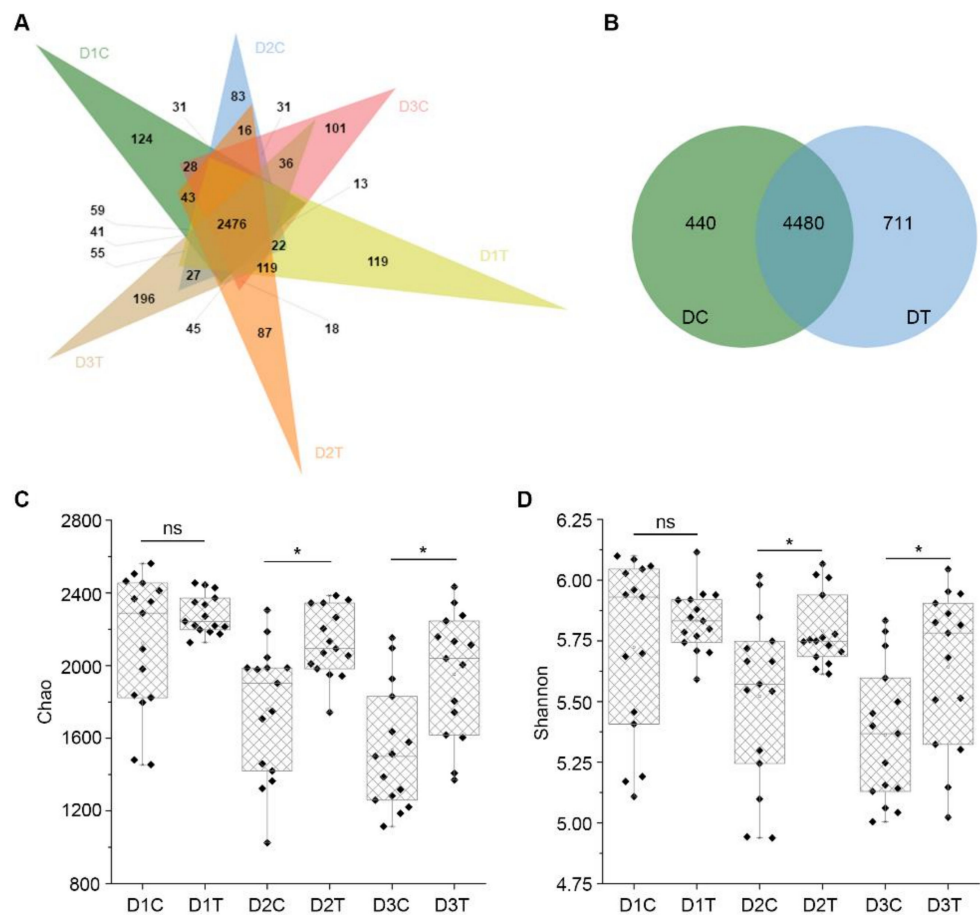 A
D1C
D2C
D3C
D1T
D2T
D3T
31
83
31
16
101
124
28
36
43
13
59
2476
41
22
55
119
119
27
196
45
18
87
B
440
4480
711
DC
DT
C
Chao
2800
2400
2000
1600
1200
800
ns
*
*
D1C D1T D2C D2T D3C D3T
D
Shannon
6.25
6.00
5.75
5.50
5.25
5.00
4.75
ns
*
*
D1C D1T D2C D2T D3C D3T